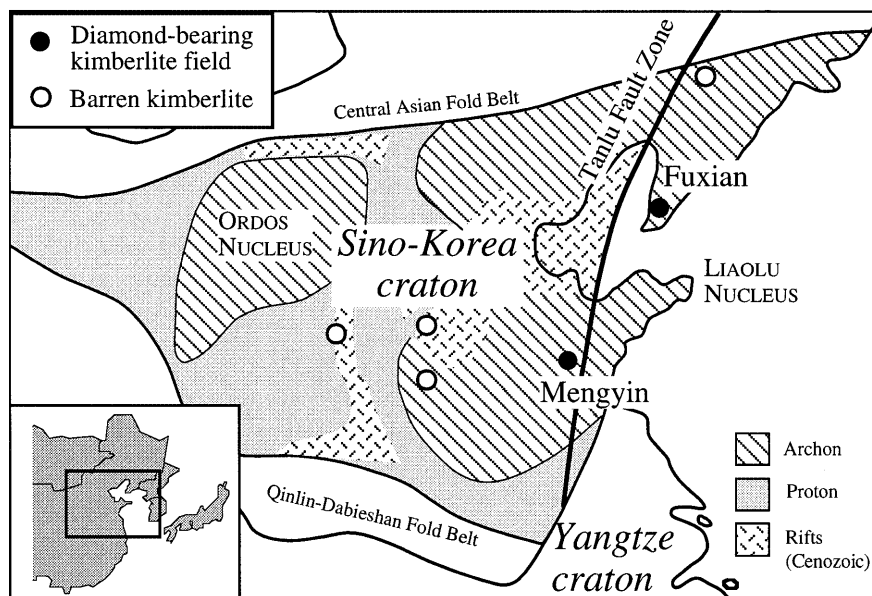 Diamond-bearing
kimberlite field
Barren kimberlite
Central Asian Fold Belt
Tanlu Fault Zone
Fuxian
ORDOS
NUCLEUS
Sino-Korea
craton
LIAOLU
NUCLEUS
Mengyin
Archon
Proton
Rifts
(Cenozoic)
Qinlin-Dabieshan Fold Belt
Yangtze
craton